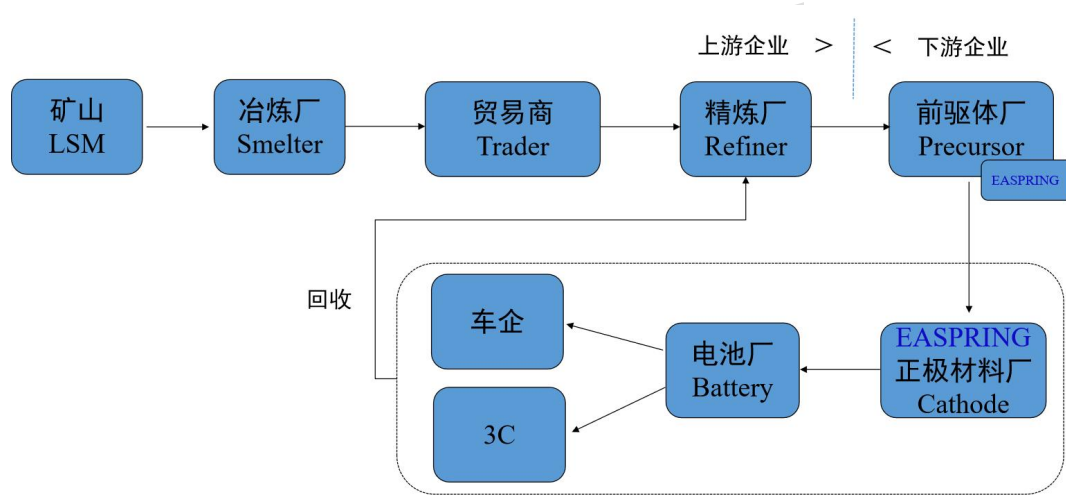 上游企业 > < 下游企业
矿山
LSM
冶炼厂
Smelter
贸易商
Trader
精炼厂
Refiner
前驱体厂
Precursor
EASPRING
回收
车企
3C
电池厂
Battery
EASPRING
正极材料厂
Cathode